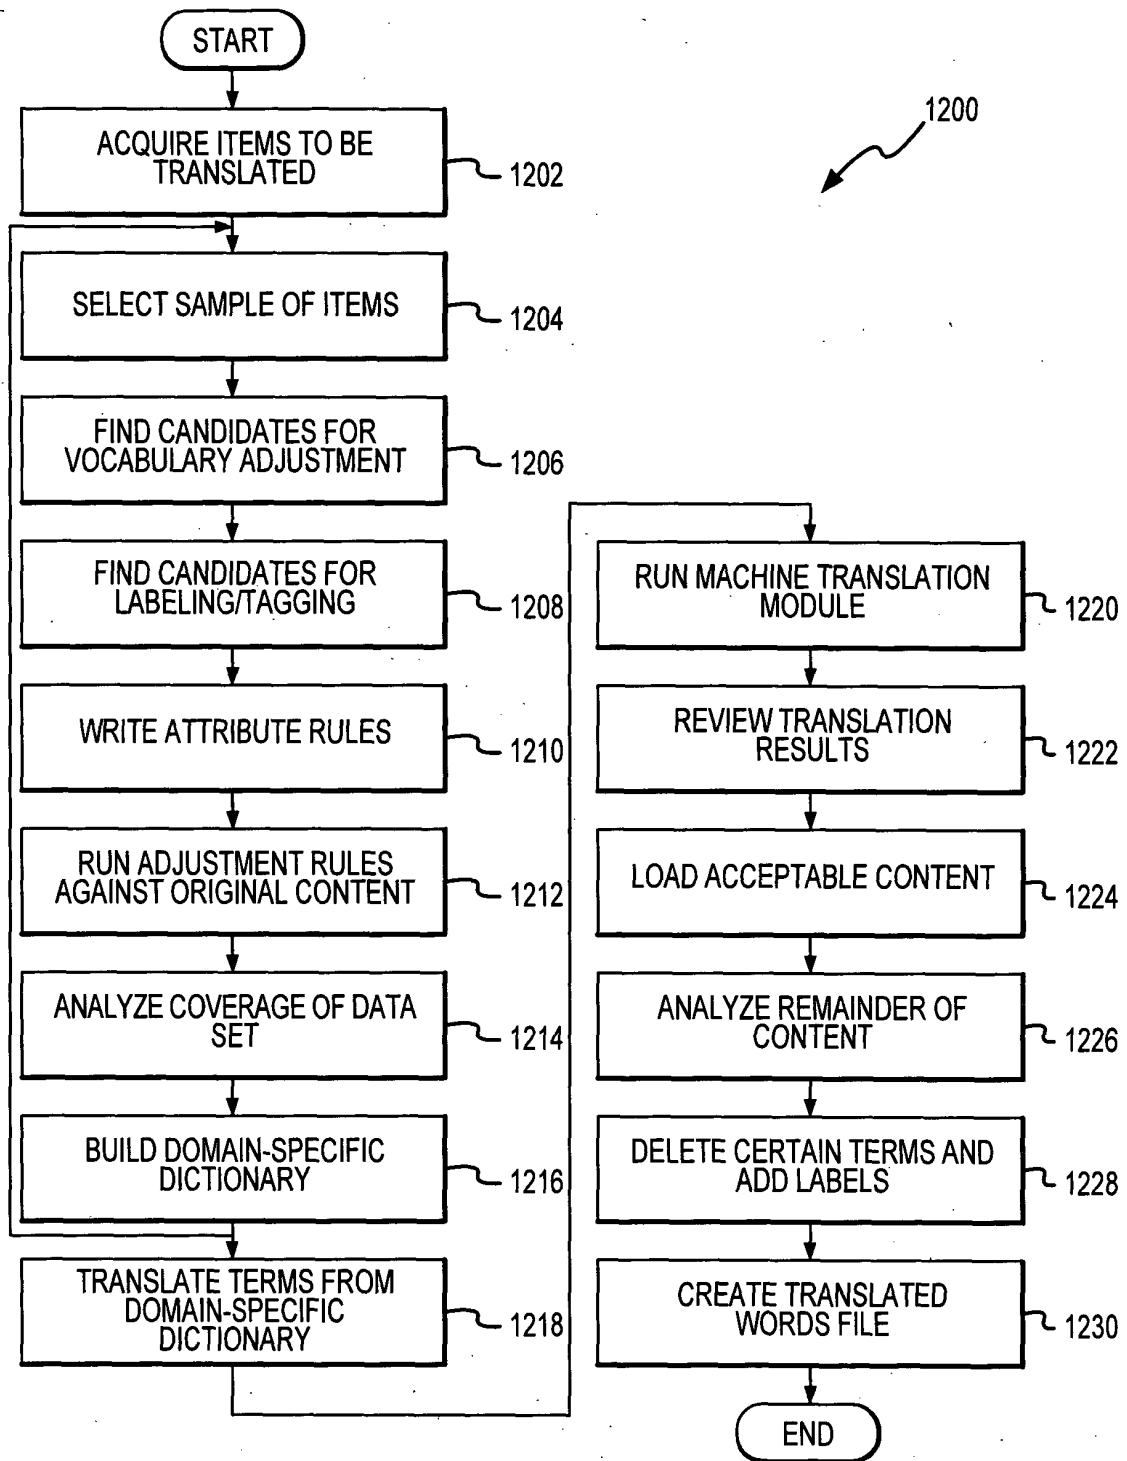 START
1200
ACQUIRE ITEMS TO BE
TRANSLATED
1202
SELECT SAMPLE OF ITEMS
1204
FIND CANDIDATES FOR
VOCABULARY ADJUSTMENT
1206
FIND CANDIDATES FOR
LABELING/TAGGING
1208
WRITE ATTRIBUTE RULES
1210
RUN ADJUSTMENT RULES
AGAINST ORIGINAL CONTENT
1212
ANALYZE COVERAGE OF DATA
SET
1214
BUILD DOMAIN-SPECIFIC
DICTIONARY
1216
TRANSLATE TERMS FROM
DOMAIN-SPECIFIC
DICTIONARY
1218
RUN MACHINE TRANSLATION
MODULE
1220
REVIEW TRANSLATION
RESULTS
1222
LOAD ACCEPTABLE CONTENT
1224
ANALYZE REMAINDER OF
CONTENT
1226
DELETE CERTAIN TERMS AND
ADD LABELS
1228
CREATE TRANSLATED
WORDS FILE
1230
END